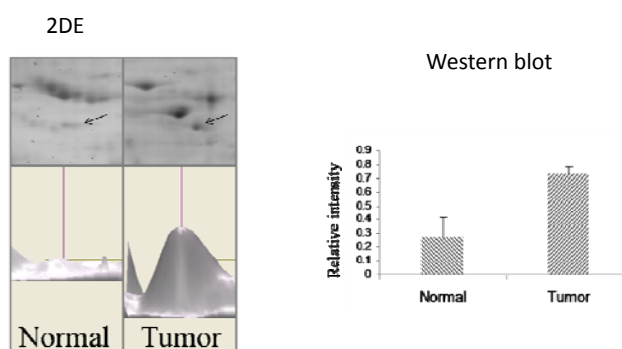 2DE
Normal Tumor
Western blot
Relative intensity
0.9
0.8
0.7
0.6
0.5
0.4
0.3
0.2
0.1
0
Normal Tumor